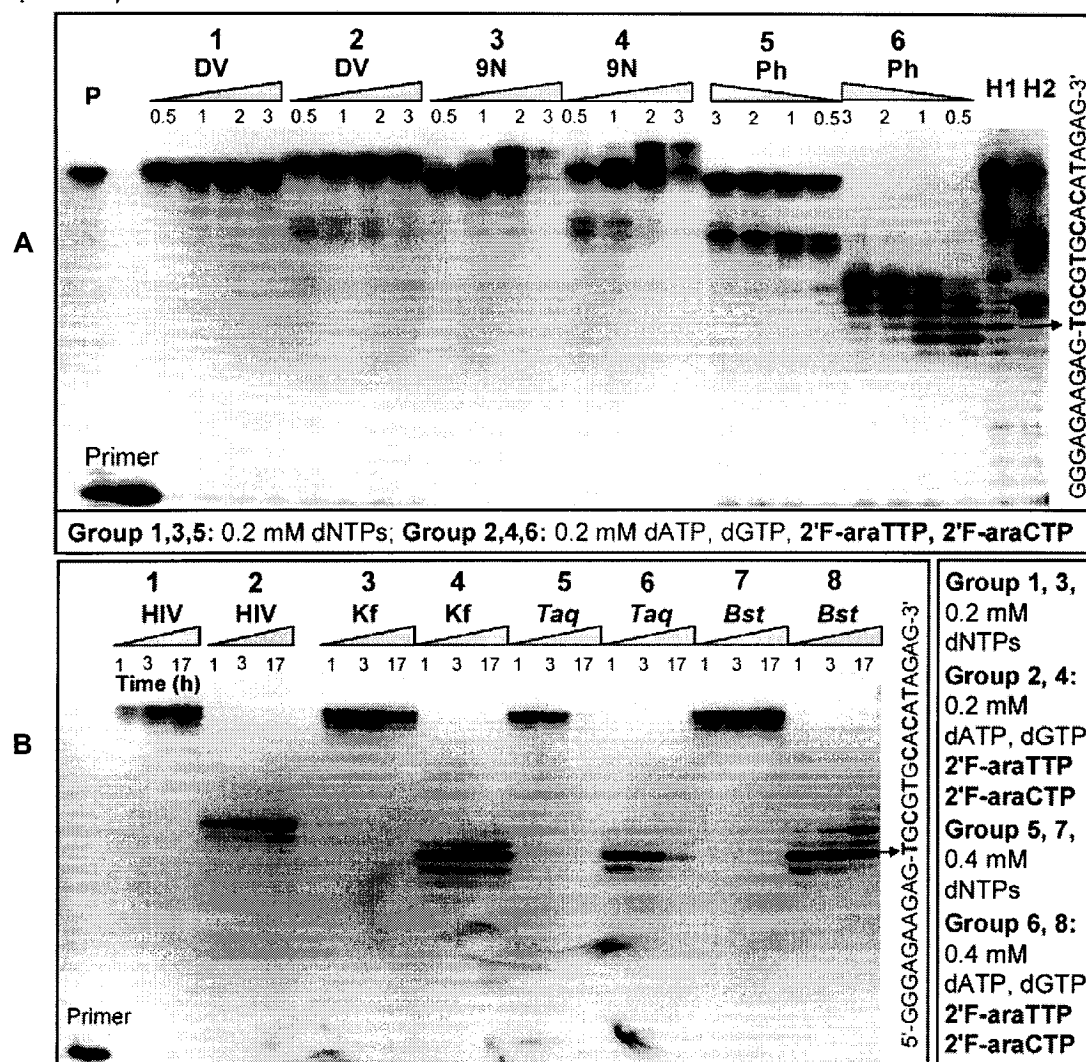 1 2 3 4 5 6
DV DV 9N 9N Ph Ph
P H1 H2
0.5 1 2 3 0.5 1 2 3 0.5 1 2 3 0.5 1 2 3 3 2 1 0.5 3 2 1 0.5
A
GGGAGAAGAG-TGCGTGCACATAGAG-3'
Primer
Group 1,3,5: 0.2 mM dNTPs; Group 2,4,6: 0.2 mM dATP, dGTP, 2'F-araTTP, 2'F-araCTP
1 2 3 4 5 6 7 8
HIV HIV Kf Kf Taq Taq Bst Bst
1 3 17 1 3 17 1 3 17 1 3 17 1 3 17 1 3 17 1 3 17 1 3 17
Time (h)
B
5'-GGGAGAAGAG-TGCGTGCACATAGAG-3'
Primer
Group 1, 3,
0.2 mM
dNTPs
Group 2, 4:
0.2 mM
dATP, dGTP
2'F-araTTP
2'F-araCTP
Group 5, 7,
0.4 mM
dNTPs
Group 6, 8:
0.4 mM
dATP, dGTP
2'F-araTTP
2'F-araCTP